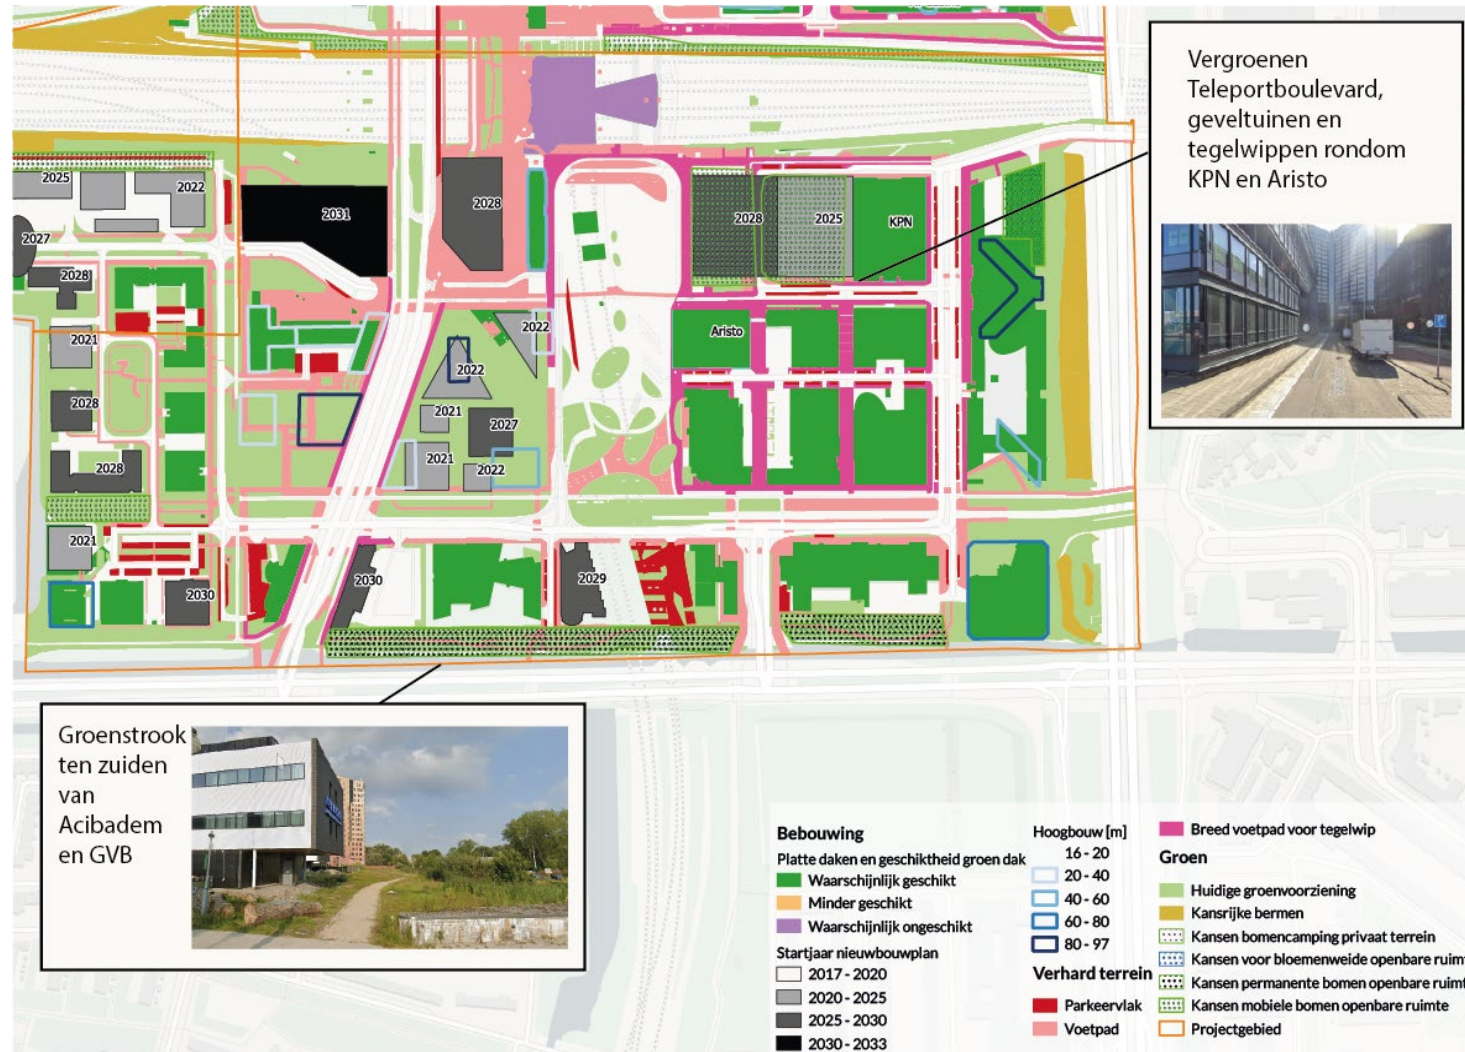 Vergroenen
Teleportboulevard,
geveltuinen en
tegelwippen rondom
KPN en Aristo
2025
2022
2031
2028
2028
2025
KPN
2027
2028
2021
2022
Aristo
2022
2028
2021
2027
2028
2021
2022
2021
2030
2029
2030
Groenstrook
ten zuiden
van
Acibadem
en GVB
Bebouwing
Platte daken en geschiktheid groen dak
Waarschijnlijk geschikt
Minder geschikt
Waarschijnlijk ongeschikt
Startjaar nieuwbouwplan
2017 - 2020
2020 - 2025
2025 - 2030
2030 - 2033
Hoogbouw [m]
16 - 20
20 - 40
40 - 60
60 - 80
80 - 97
Verhard terrein
Parkeervlak
Voetpad
Breed voetpad voor tegelwip
Groen
Huidige groenvoorziening
Kansrijke bermen
Kansen bomencamping privaat terrein
Kansen voor bloemenweide openbare ruimt
Kansen permanente bomen openbare ruimt
Kansen mobiele bomen openbare ruimte
Projectgebied